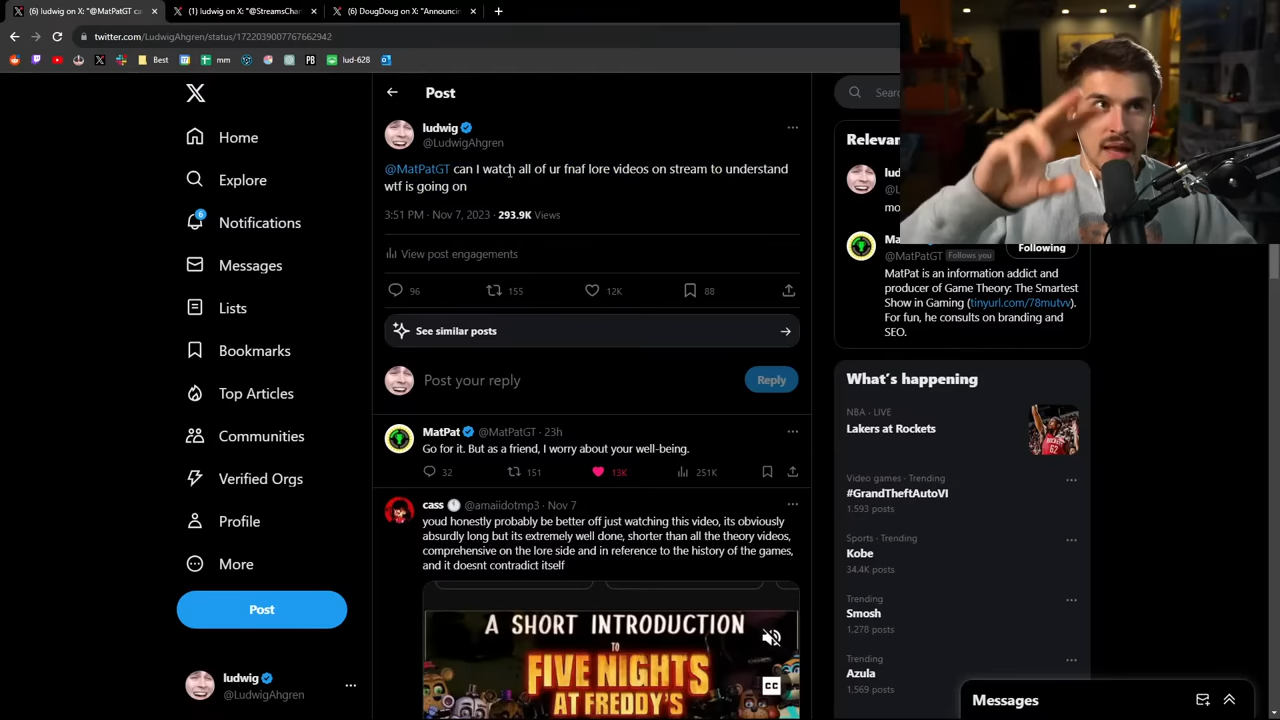 (6) ludwig on X: "@MatPatGT ca
(1) ludwig on X: "@StreamsCha
(6) DougDoug on X: "Announcin
twitter.com/LudwigAhgren/status/1722039007767662942
Best
mm
PB
lud-628
Post
Home
Explore
6
Notifications
Messages
Lists
Bookmarks
Top Articles
Communities
Verified Orgs
Profile
More
Post
ludwig
@LudwigAhgren
ludwig
@LudwigAhgren
@MatPatGT can I watch all of ur fnaf lore videos on stream to understand
wtf is going on
3:51 PM · Nov 7, 2023 · 293.9K Views
View post engagements
96 155 12K 88
See similar posts
Post your reply
Reply
MatPat @MatPatGT · 23h
Go for it. But as a friend, I worry about your well-being.
32 151 13K 251K
cass @amaiidotmp3 · Nov 7
youd honestly probably be better off just watching this video, its obviously
absurdly long but its extremely well done, shorter than all the theory videos,
comprehensive on the lore side and in reference to the history of the games,
and it doesnt contradict itself
A SHORT INTRODUCTION
TO
FIVE NIGHTS
AT FREDDY'S
CC
Sear
Relevan
lud
mo
Ma
@MatPatGT Follows you
Following
MatPat is an information addict and
producer of Game Theory: The Smartest
Show in Gaming (tinyurl.com/78mutvv).
For fun, he consults on branding and
SEO.
What's happening
NBA · LIVE
Lakers at Rockets
Video games · Trending
#GrandTheftAutoVI
1,593 posts
Sports · Trending
Kobe
34.4K posts
Trending
Smosh
1,278 posts
Trending
Azula
1,569 posts
Messages